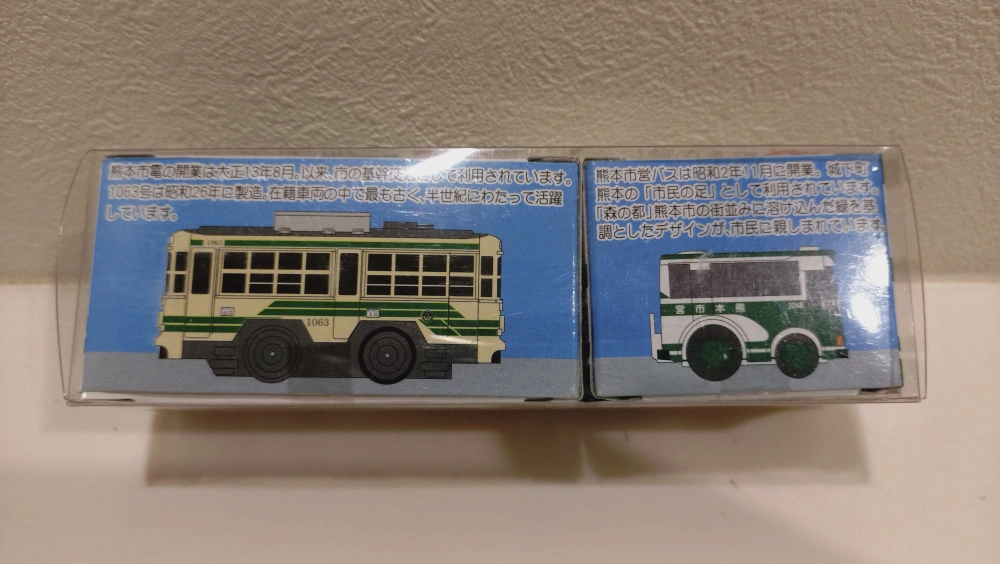 熊本市電の開業は大正13年8月。以来、市の基幹交通として利用されています。
1063号は昭和26年に製造。在籍車両の中で最も古く、半世紀にわたって活躍
しています。
1063
1063
熊本市営バスは昭和2年11月に開業。城下町
熊本の「市民の足」として利用されています。
「森の都」熊本市の街並みに溶け込んだ緑を基
調としたデザインが、市民に親しまれています
営市本熊